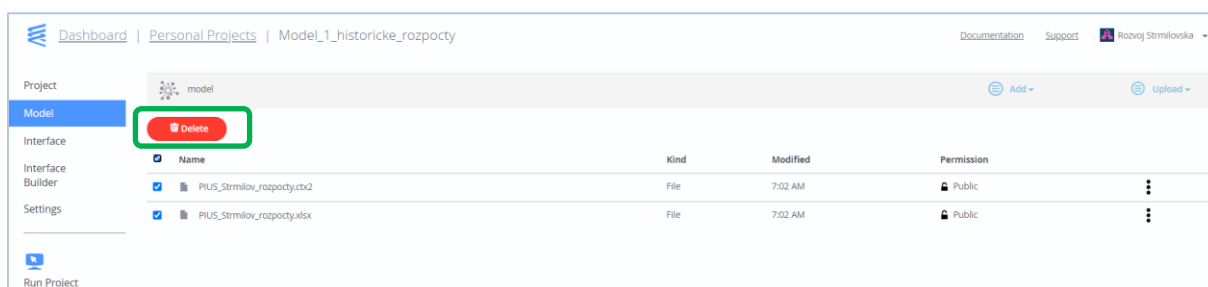 Dashboard | Personal Projects | Model_1_historicke_rozpocty Documentation Support Rozvoj Strmilovska
Project
model Add Upload
Model
Delete
Interface
Name Kind Modified Permission
Interface
Builder
PIUS_Strmilov_rozpocty.ctx2 File 7:02 AM Public
Settings
PIUS_Strmilov_rozpocty.xlsx File 7:02 AM Public
Run Project